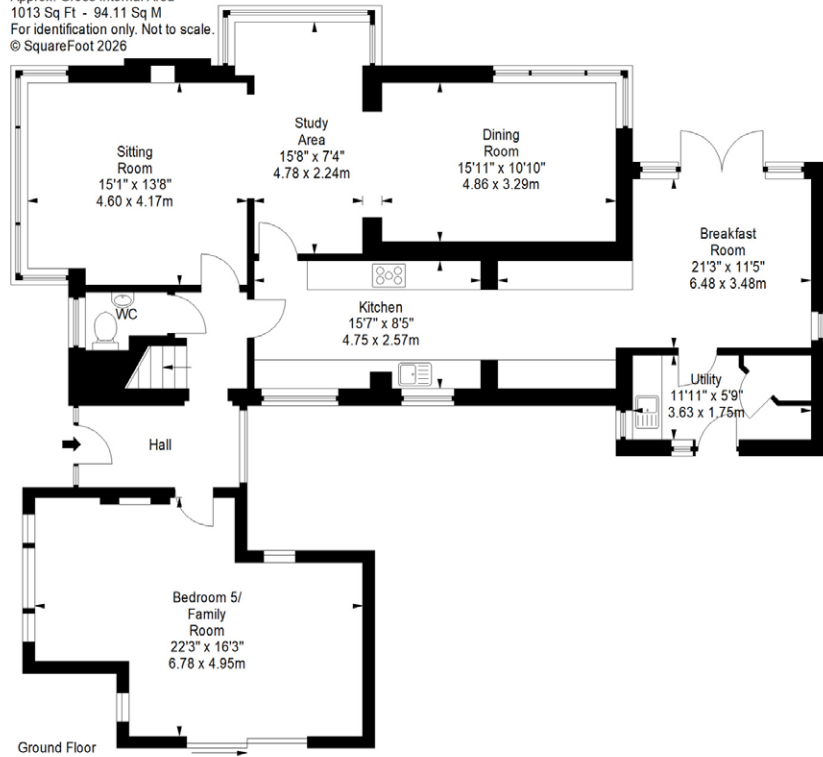 Approx. Gross Internal Area
1013 Sq Ft - 94.11 Sq M
For identification only. Not to scale.
© SquareFoot 2026
Study
Area
15'8" x 7'4"
4.78 x 2.24m
Sitting
Room
15'1" x 13'8"
4.60 x 4.17m
Dining
Room
15'11" x 10'10"
4.86 x 3.29m
Breakfast
Room
21'3" x 11'5"
6.48 x 3.48m
WC
Kitchen
15'7" x 8'5"
4.75 x 2.57m
Utility
11'11" x 5'9"
3.63 x 1.75m
Hall
Bedroom 5/
Family
Room
22'3" x 16'3"
6.78 x 4.95m
Ground Floor